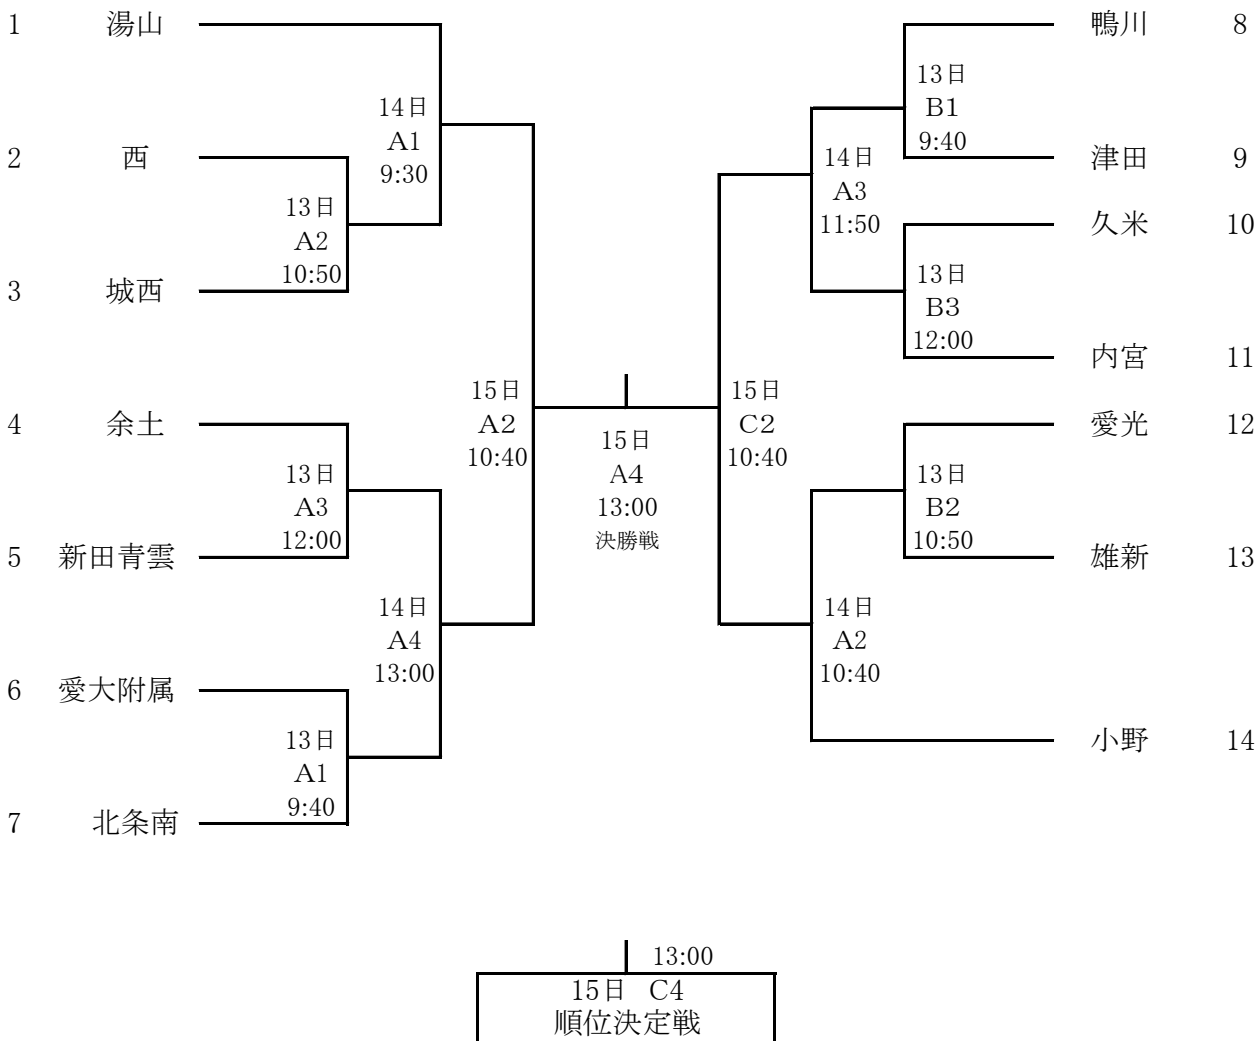 1 湯山
14日
A1
9:30
2 西
13日
A2
10:50
3 城西
15日
A2
10:40
4 余土
13日
A3
12:00
5 新田青雲
14日
A4
13:00
6 愛大附属
13日
A1
9:40
7 北条南
15日
A4
13:00
決勝戦
鴨川 8
13日
B1
9:40
津田 9
14日
A3
11:50
久米 10
13日
B3
12:00
内宮 11
15日
C2
10:40
愛光 12
13日
B2
10:50
雄新 13
14日
A2
10:40
小野 14
13:00
15日 C4
順位決定戦